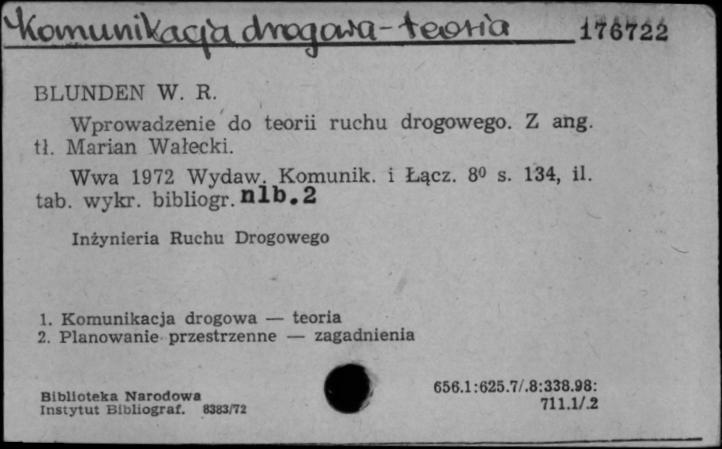 Komunikacja drogowa - teoria 176722
BLUNDEN W. R.
Wprowadzenie do teorii ruchu drogowego. Z ang.
tł. Marian Wałecki.
Wwa 1972 Wydaw. Komunik. i Łącz. 8⁰ s. 134, il.
tab. wykr. bibliogr. nlb. 2
Inżynieria Ruchu Drogowego
1. Komunikacja drogowa — teoria
2. Planowanie przestrzenne — zagadnienia
Biblioteka Narodowa
Instytut Bibliograf. 8383/72
656.1:625.7/.8:338.98:
711.1/.2